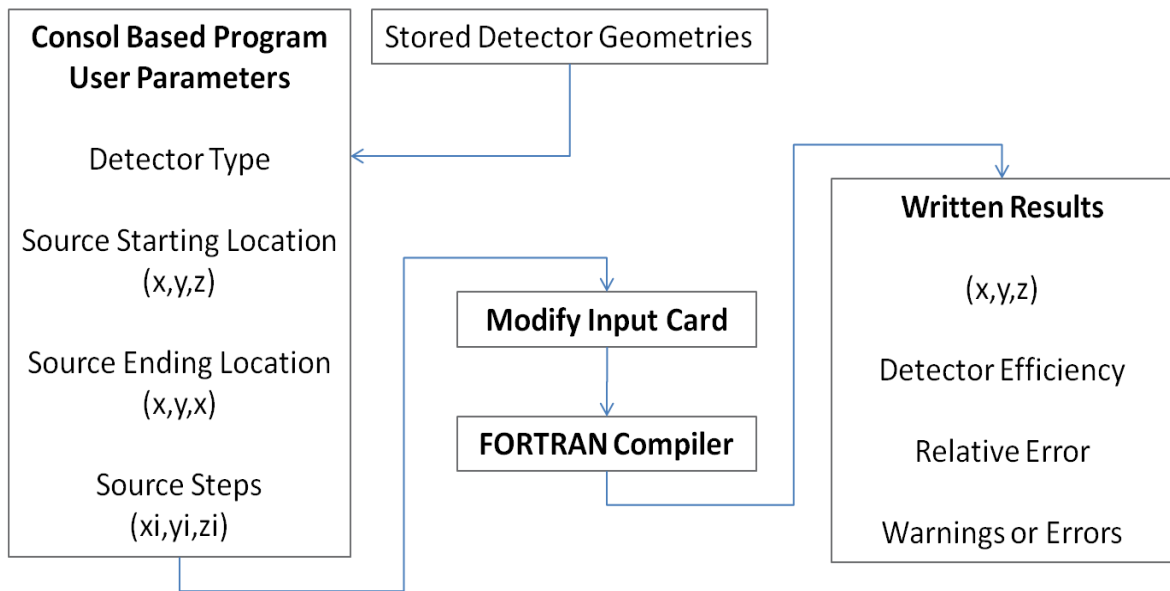 Consol Based Program
User Parameters
Detector Type
Source Starting Location
(x,y,z)
Source Ending Location
(x,y,x)
Source Steps
(xi,yi,zi)
Stored Detector Geometries
Modify Input Card
FORTRAN Compiler
Written Results
(x,y,z)
Detector Efficiency
Relative Error
Warnings or Errors